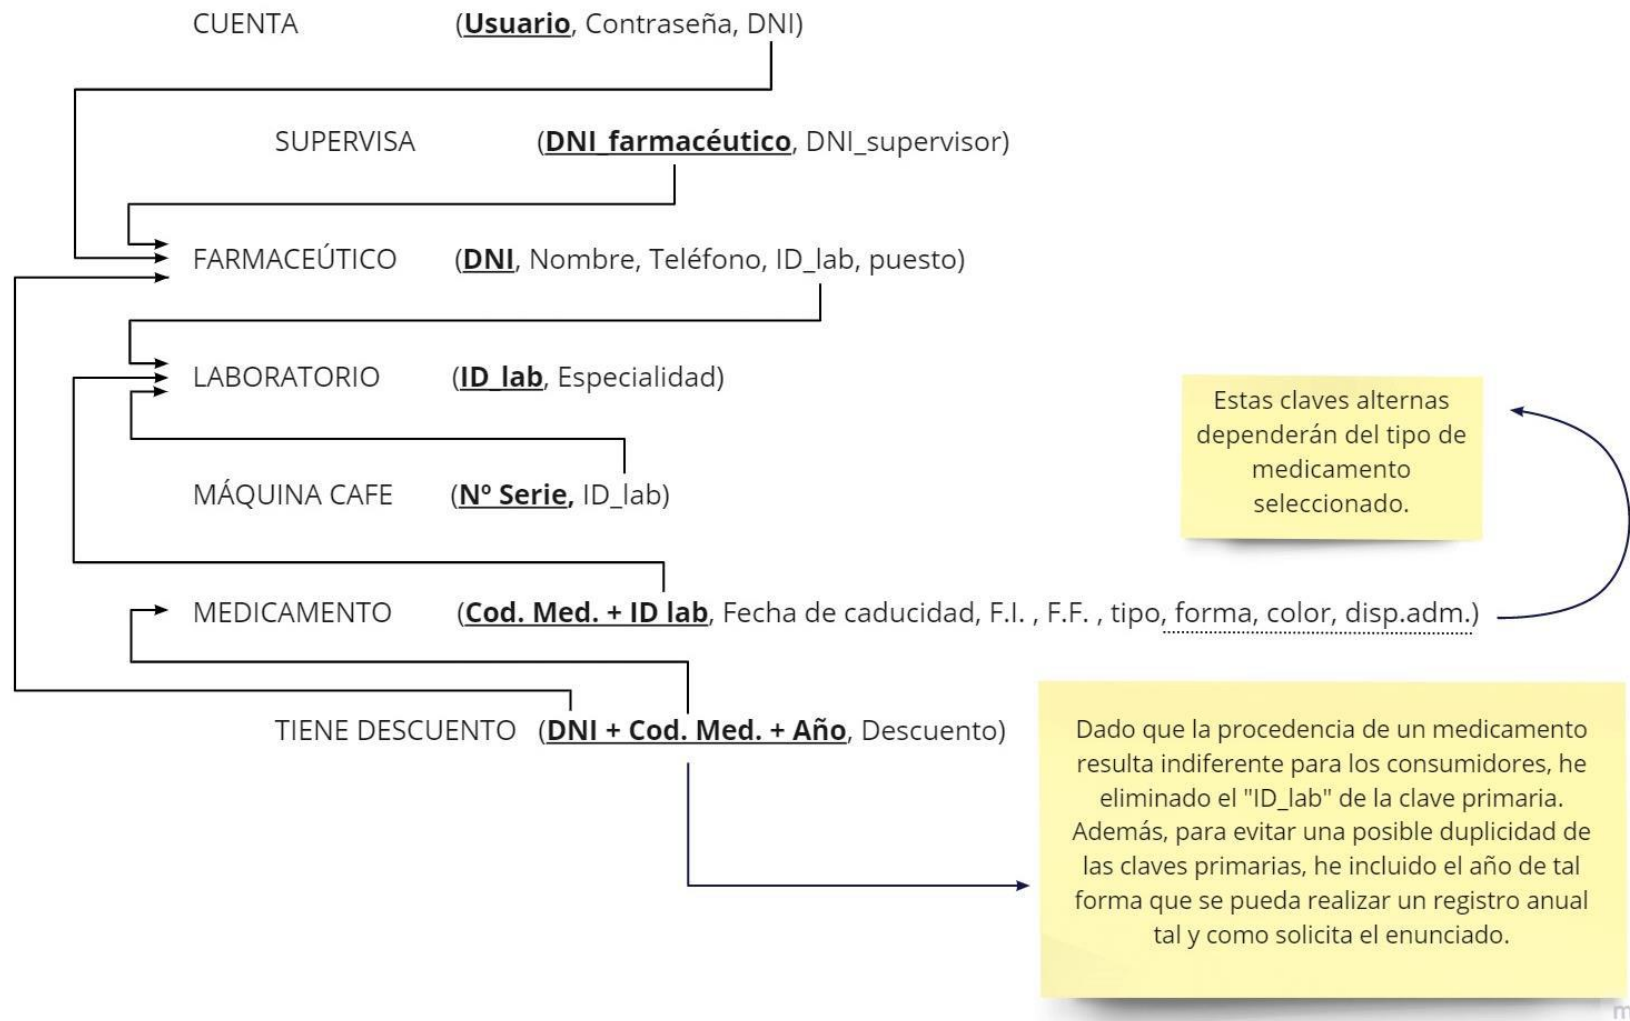 CUENTA (Usuario, Contraseña, DNI)
SUPERVISA (DNI_farmacéutico, DNI_supervisor)
FARMACEÚTICO (DNI, Nombre, Teléfono, ID_lab, puesto)
LABORATORIO (ID_lab, Especialidad)
MÁQUINA CAFE (Nº Serie, ID_lab)
MEDICAMENTO (Cod. Med. + ID lab, Fecha de caducidad, F.I. , F.F. , tipo, forma, color, disp.adm.)
TIENE DESCUENTO (DNI + Cod. Med. + Año, Descuento)
Estas claves alternas
dependerán del tipo de
medicamento
seleccionado.
Dado que la procedencia de un medicamento
resulta indiferente para los consumidores, he
eliminado el "ID_lab" de la clave primaria.
Además, para evitar una posible duplicidad de
las claves primarias, he incluido el año de tal
forma que se pueda realizar un registro anual
tal y como solicita el enunciado.